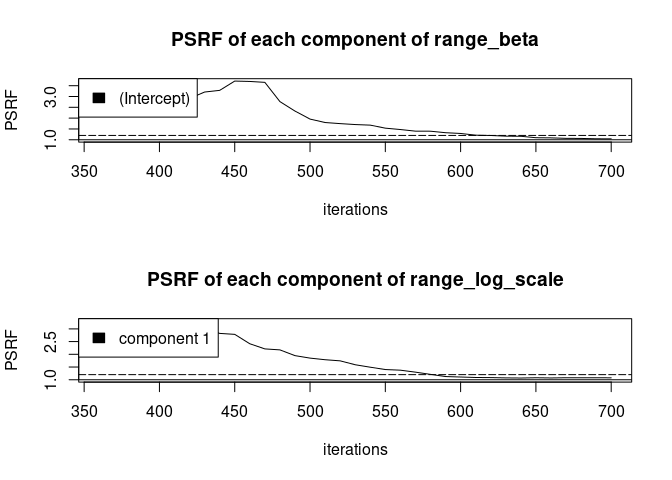 PSRF of each component of range_beta
PSRF
3.0
1.0
(Intercept)
350 400 450 500 550 600 650 700
iterations
PSRF of each component of range_log_scale
PSRF
2.5
1.0
component 1
350 400 450 500 550 600 650 700
iterations